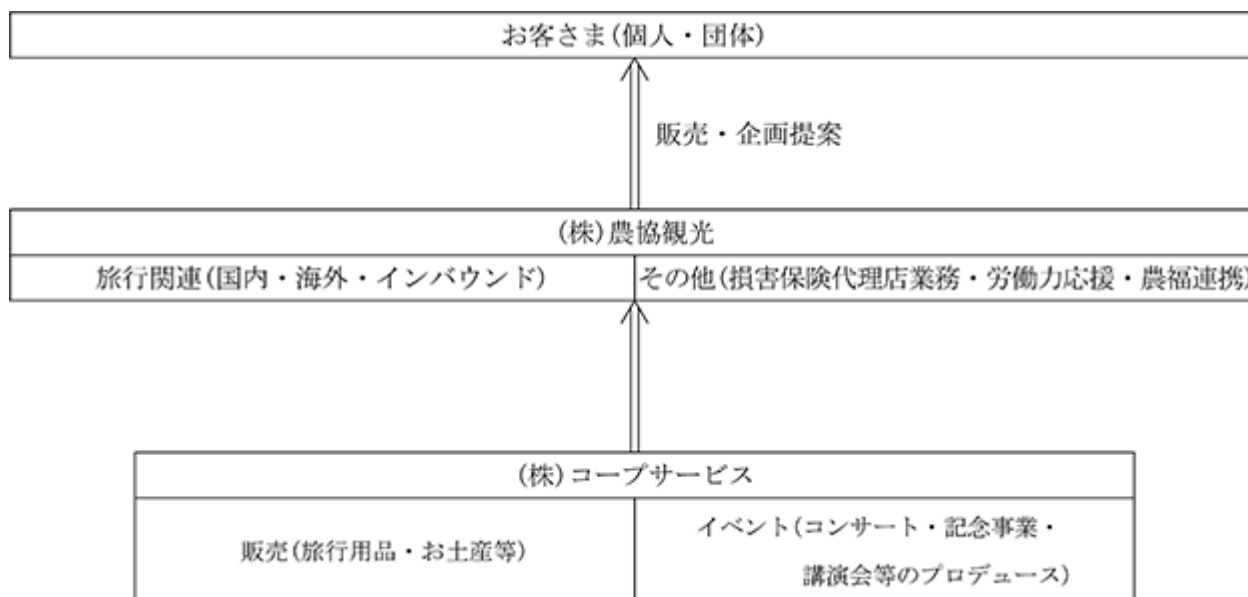 お客さま(個人・団体)
販売・企画提案
(株)農協観光
旅行関連(国内・海外・インバウンド)
その他(損害保険代理店業務・労働力応援・農福連携)
(株)コープサービス
販売(旅行用品・お土産等)
イベント(コンサート・記念事業・
講演会等のプロデュース)